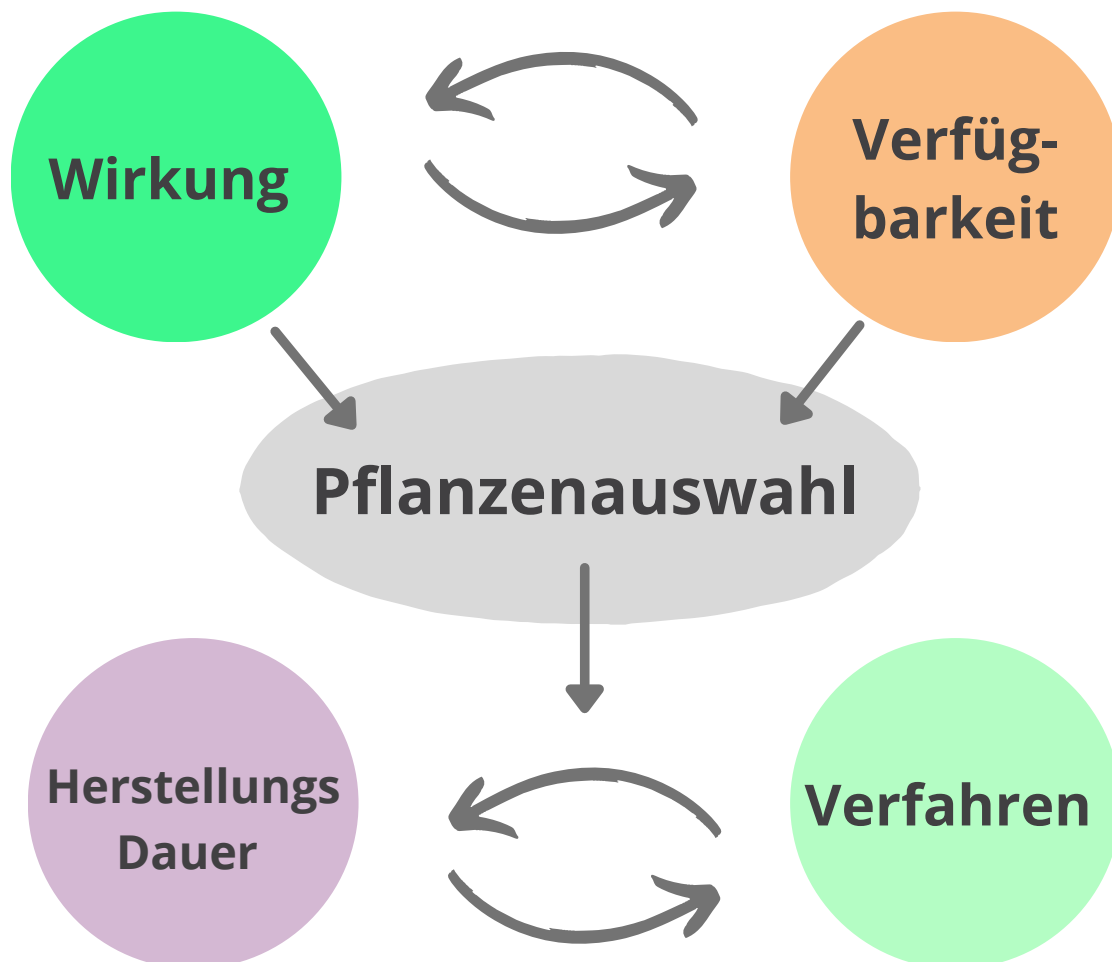 Wirkung
Verfüg-
barkeit
Pflanzenauswahl
Herstellungs
Dauer
Verfahren